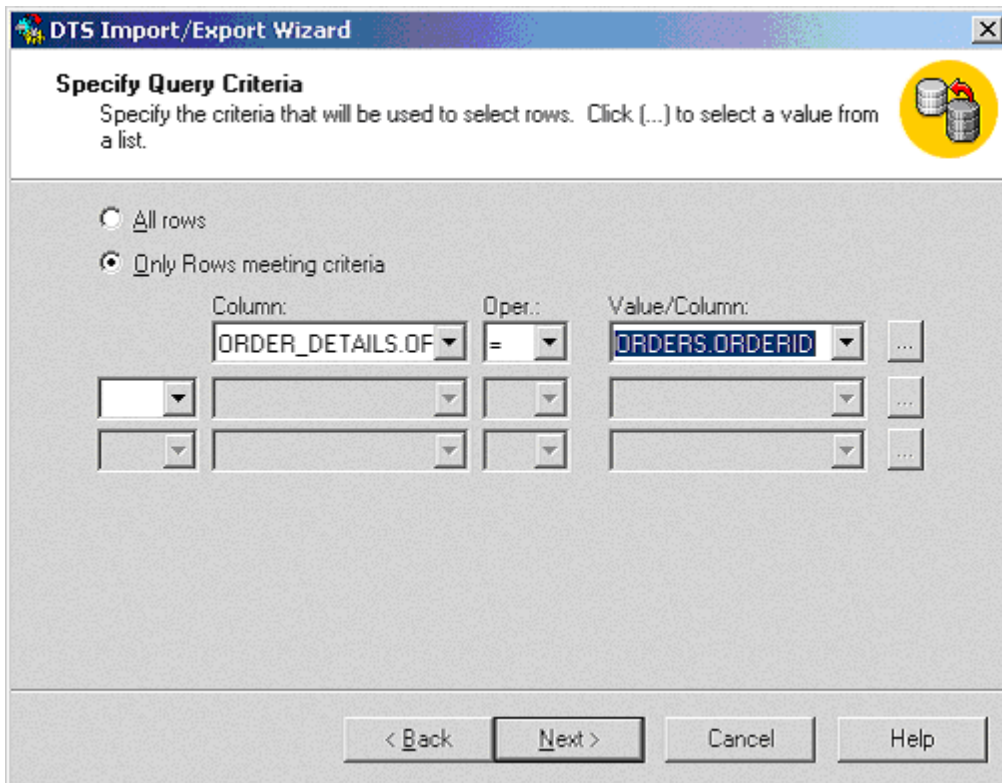 DTS Import/Export Wizard
Specify Query Criteria
Specify the criteria that will be used to select rows. Click (...) to select a value from
a list.
All rows
Only Rows meeting criteria
Column: Oper.: Value/Column:
ORDER_DETAILS.OF = ORDERS.ORDERID ...
...
...
< Back Next > Cancel Help